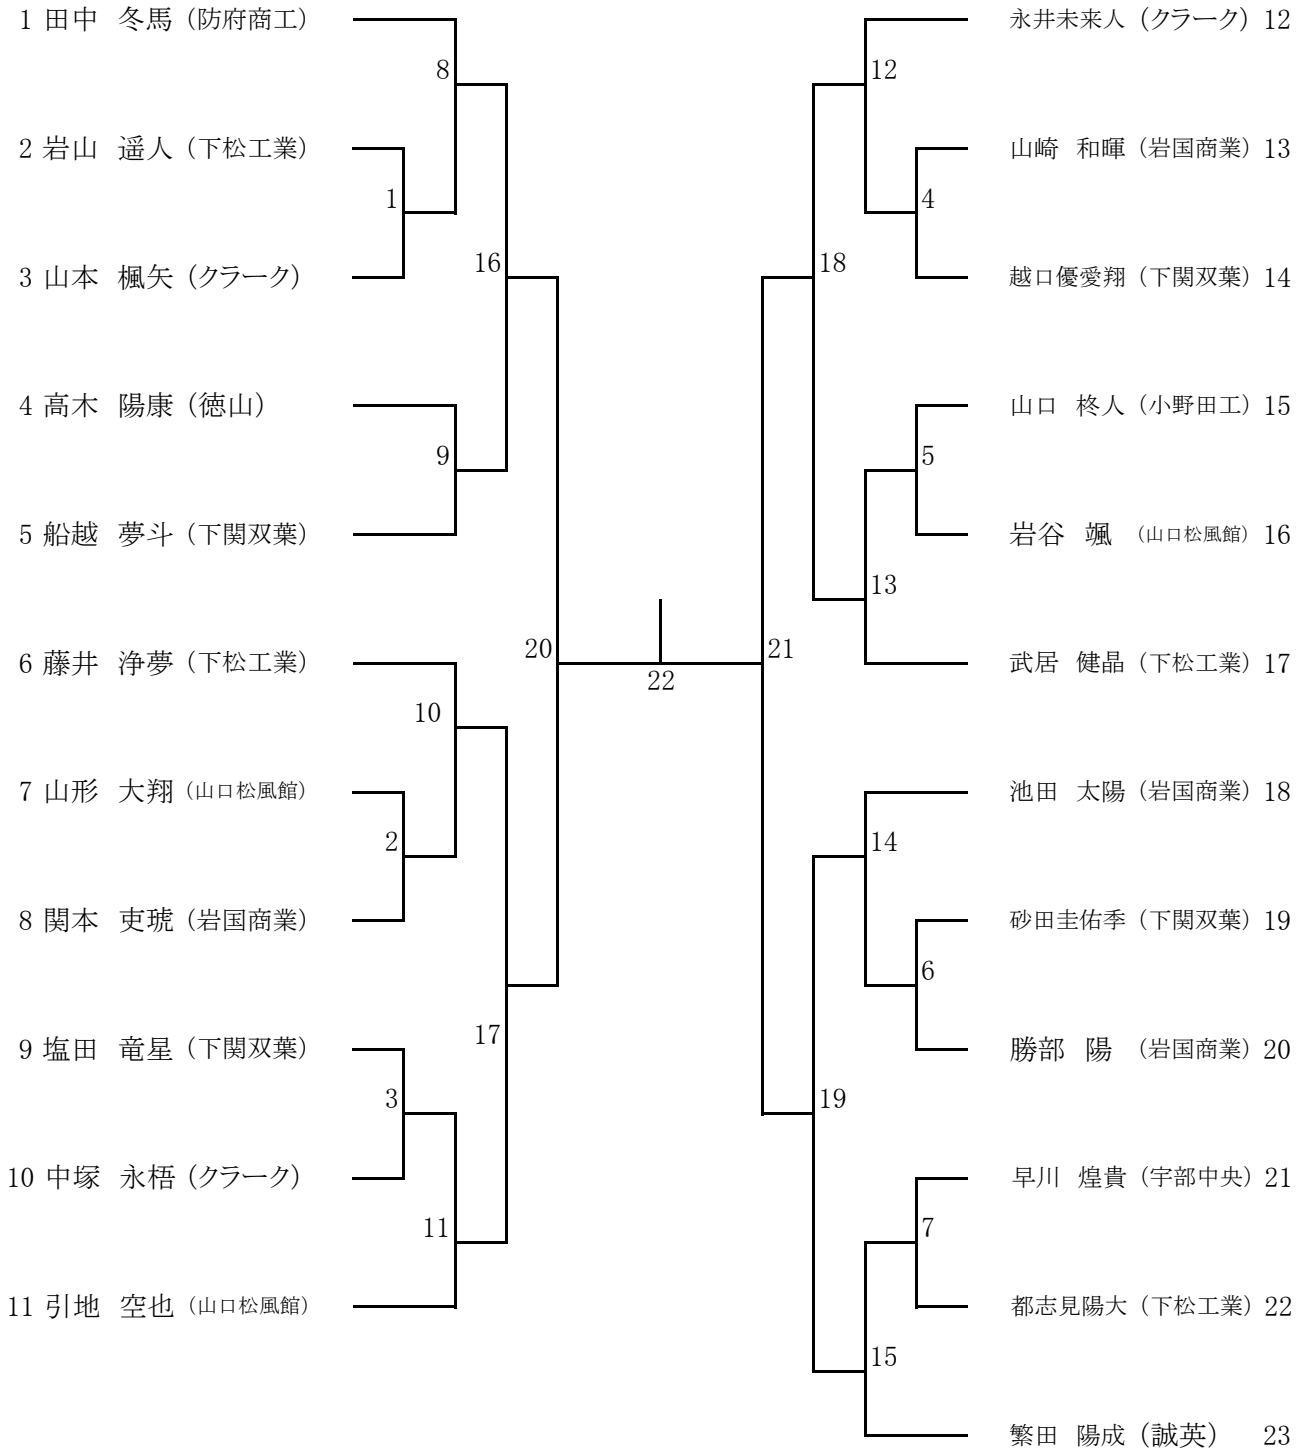 1 田中 冬馬 (防府商工)
2 岩山 遥人 (下松工業)
3 山本 楓矢 (クラーク)
4 高木 陽康 (徳山)
5 船越 夢斗 (下関双葉)
6 藤井 浄夢 (下松工業)
7 山形 大翔 (山口松風館)
8 関本 吏琥 (岩国商業)
9 塩田 竜星 (下関双葉)
10 中塚 永梧 (クラーク)
11 引地 空也 (山口松風館)
8
1
16
9
10
20
2
17
3
11
22
21
12
4
18
5
13
14
6
19
7
15
永井未来人 (クラーク) 12
山崎 和暉 (岩国商業) 13
越口優愛翔 (下関双葉) 14
山口 柊人 (小野田工) 15
岩谷 颯 (山口松風館) 16
武居 健晶 (下松工業) 17
池田 太陽 (岩国商業) 18
砂田圭佑季 (下関双葉) 19
勝部 陽 (岩国商業) 20
早川 煌貴 (宇部中央) 21
都志見陽大 (下松工業) 22
繁田 陽成 (誠英) 23